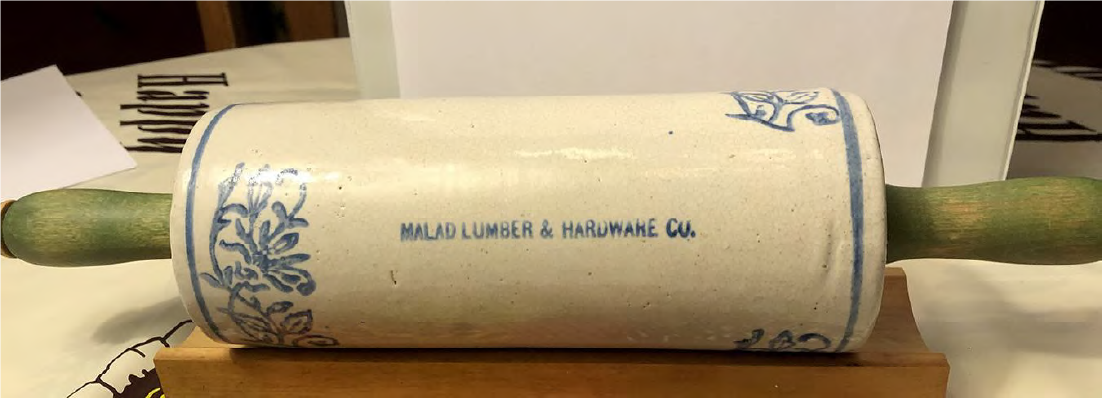 Happy
MALAD LUMBER & HARDWARE CO.